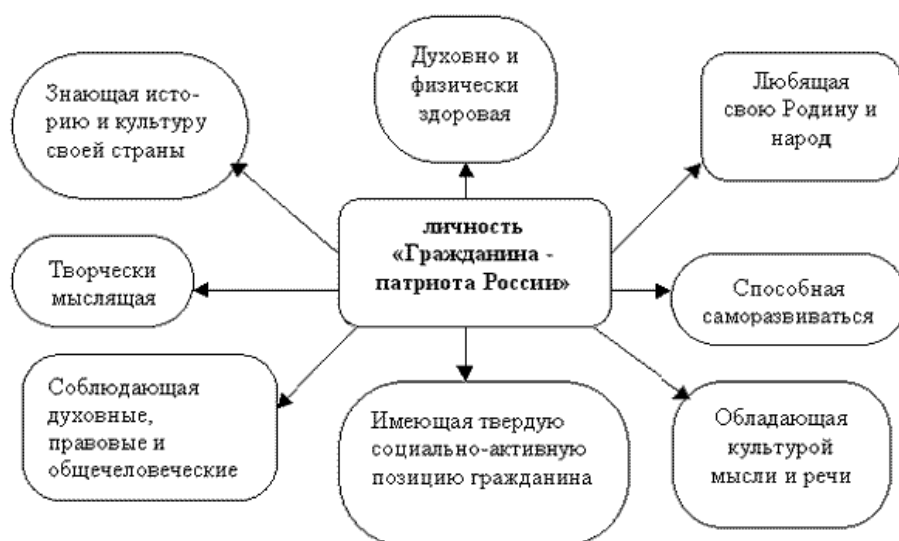 Духовно и
физически
здоровая
Знающая исто-
рию и культуру
своей страны
Любящая
свою Родину и
народ
личность
«Гражданина -
патриота России»
Творчески
мыслящая
Способная
саморазвиваться
Соблюдающая
духовные,
правовые и
общечеловеческие
Имеющая твердую
социально-активную
позицию гражданина
Обладающая
культурой
мысли и речи